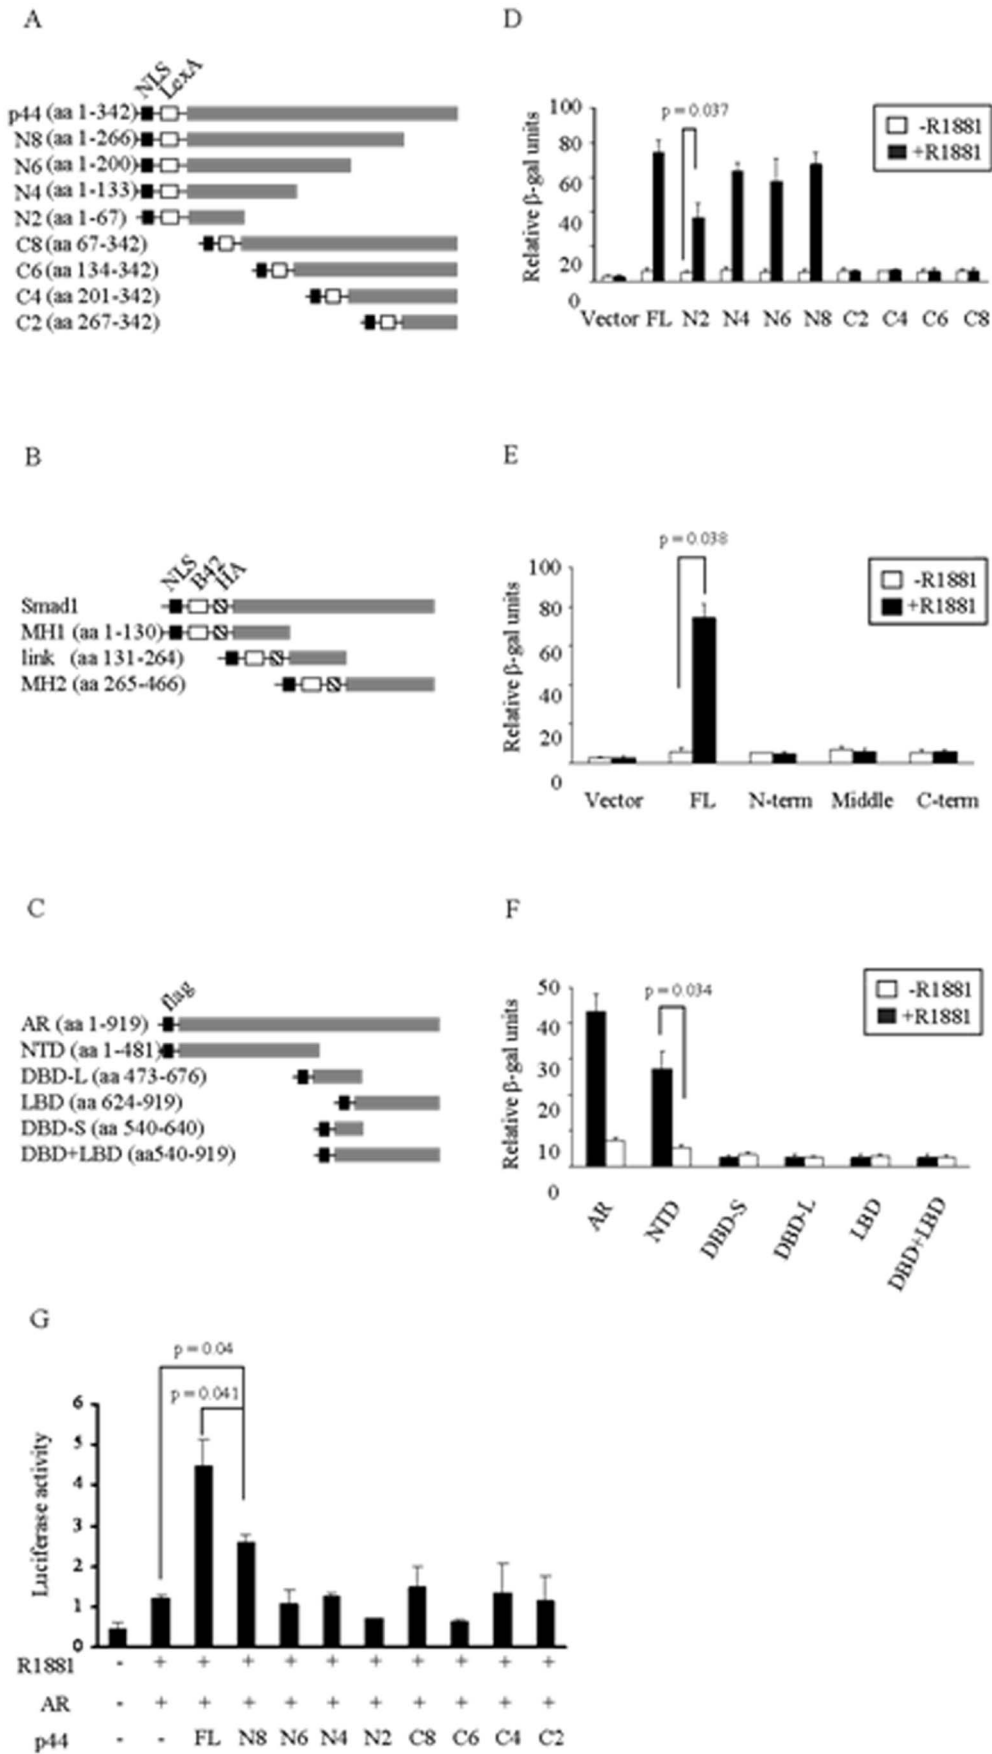 A
NLS
LexA
p44 (aa 1-342)
N8 (aa 1-266)
N6 (aa 1-200)
N4 (aa 1-133)
N2 (aa 1-67)
C8 (aa 67-342)
C6 (aa 134-342)
C4 (aa 201-342)
C2 (aa 267-342)
D
Relative β-gal units
100
80
60
40
20
0
p = 0.037
-R1881
+R1881
Vector FL N2 N4 N6 N8 C2 C4 C6 C8
B
NLS
B42
HA
Smad1
MH1 (aa 1-130)
link (aa 131-264)
MH2 (aa 265-466)
E
Relative β-gal units
100
80
60
40
20
0
p = 0.038
-R1881
+R1881
Vector FL N-term Middle C-term
C
flag
AR (aa 1-919)
NTD (aa 1-481)
DBD-L (aa 473-676)
LBD (aa 624-919)
DBD-S (aa 540-640)
DBD+LBD (aa540-919)
F
Relative β-gal units
50
40
30
20
10
0
p = 0.034
-R1881
+R1881
AR NTD DBD-S DBD-L LBD DBD+LBD
G
Luciferase activity
6
5
4
3
2
1
0
p = 0.04
p = 0.041
R1881 - + + + + + + + + + +
AR - + + + + + + + + + +
p44 - - FL N8 N6 N4 N2 C8 C6 C4 C2